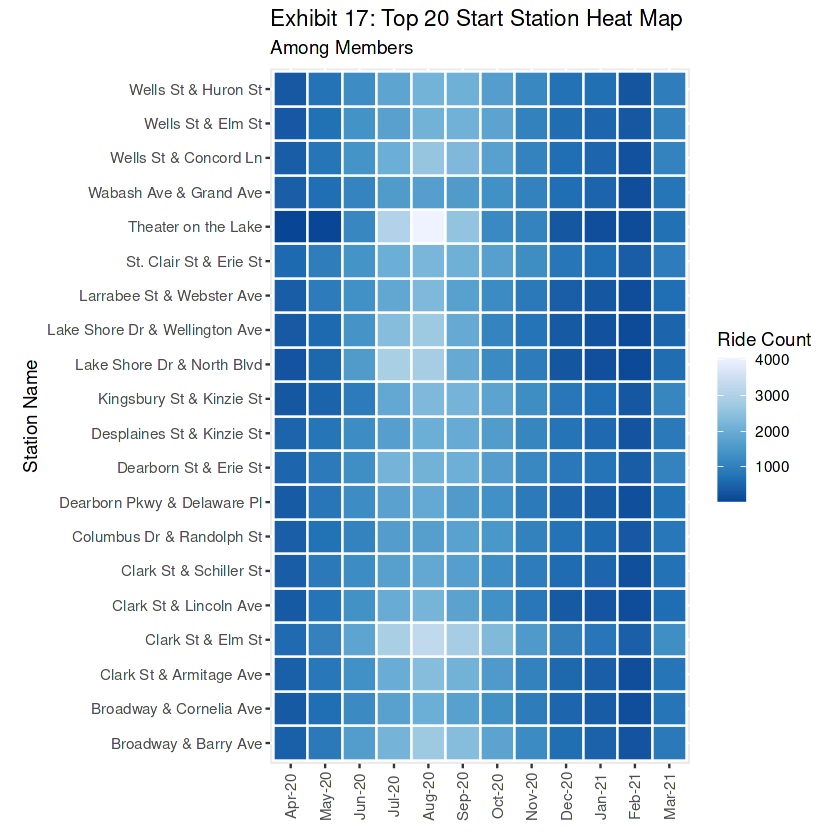 Exhibit 17: Top 20 Start Station Heat Map
Among Members
Station Name
Wells St & Huron St
Wells St & Elm St
Wells St & Concord Ln
Wabash Ave & Grand Ave
Theater on the Lake
St. Clair St & Erie St
Larrabee St & Webster Ave
Lake Shore Dr & Wellington Ave
Lake Shore Dr & North Blvd
Kingsbury St & Kinzie St
Desplaines St & Kinzie St
Dearborn St & Erie St
Dearborn Pkwy & Delaware Pl
Columbus Dr & Randolph St
Clark St & Schiller St
Clark St & Lincoln Ave
Clark St & Elm St
Clark St & Armitage Ave
Broadway & Cornelia Ave
Broadway & Barry Ave
Apr-20
May-20
Jun-20
Jul-20
Aug-20
Sep-20
Oct-20
Nov-20
Dec-20
Jan-21
Feb-21
Mar-21
Ride Count
4000
3000
2000
1000